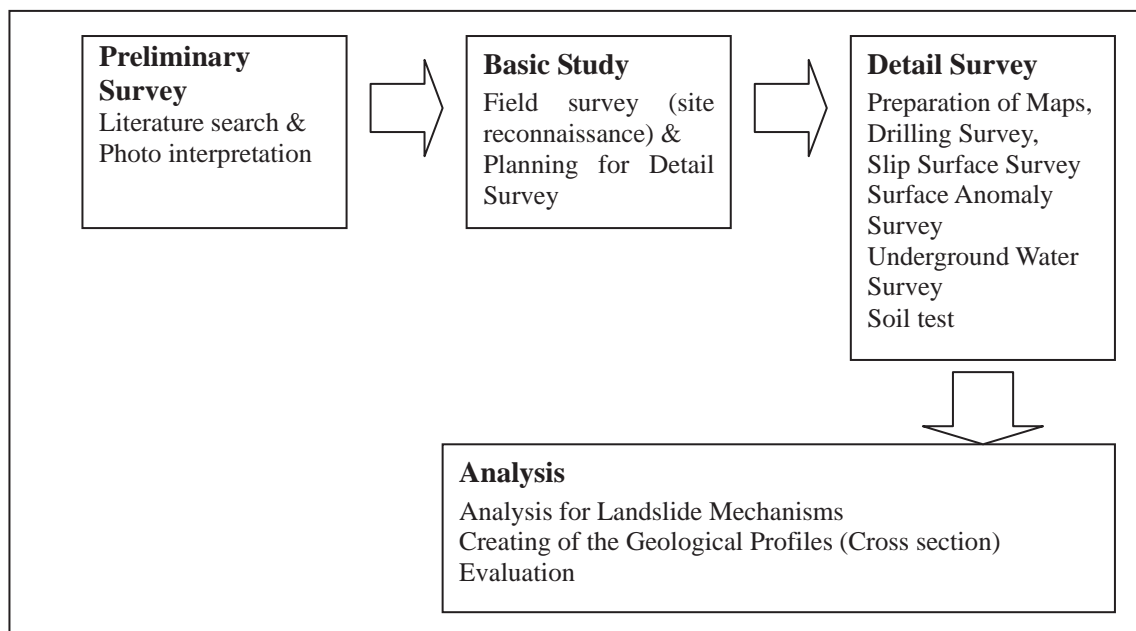 Preliminary
Survey
Literature search &
Photo interpretation
Basic Study
Field survey (site
reconnaissance) &
Planning for Detail
Survey
Detail Survey
Preparation of Maps,
Drilling Survey,
Slip Surface Survey
Surface Anomaly
Survey
Underground Water
Survey
Soil test
Analysis
Analysis for Landslide Mechanisms
Creating of the Geological Profiles (Cross section)
Evaluation